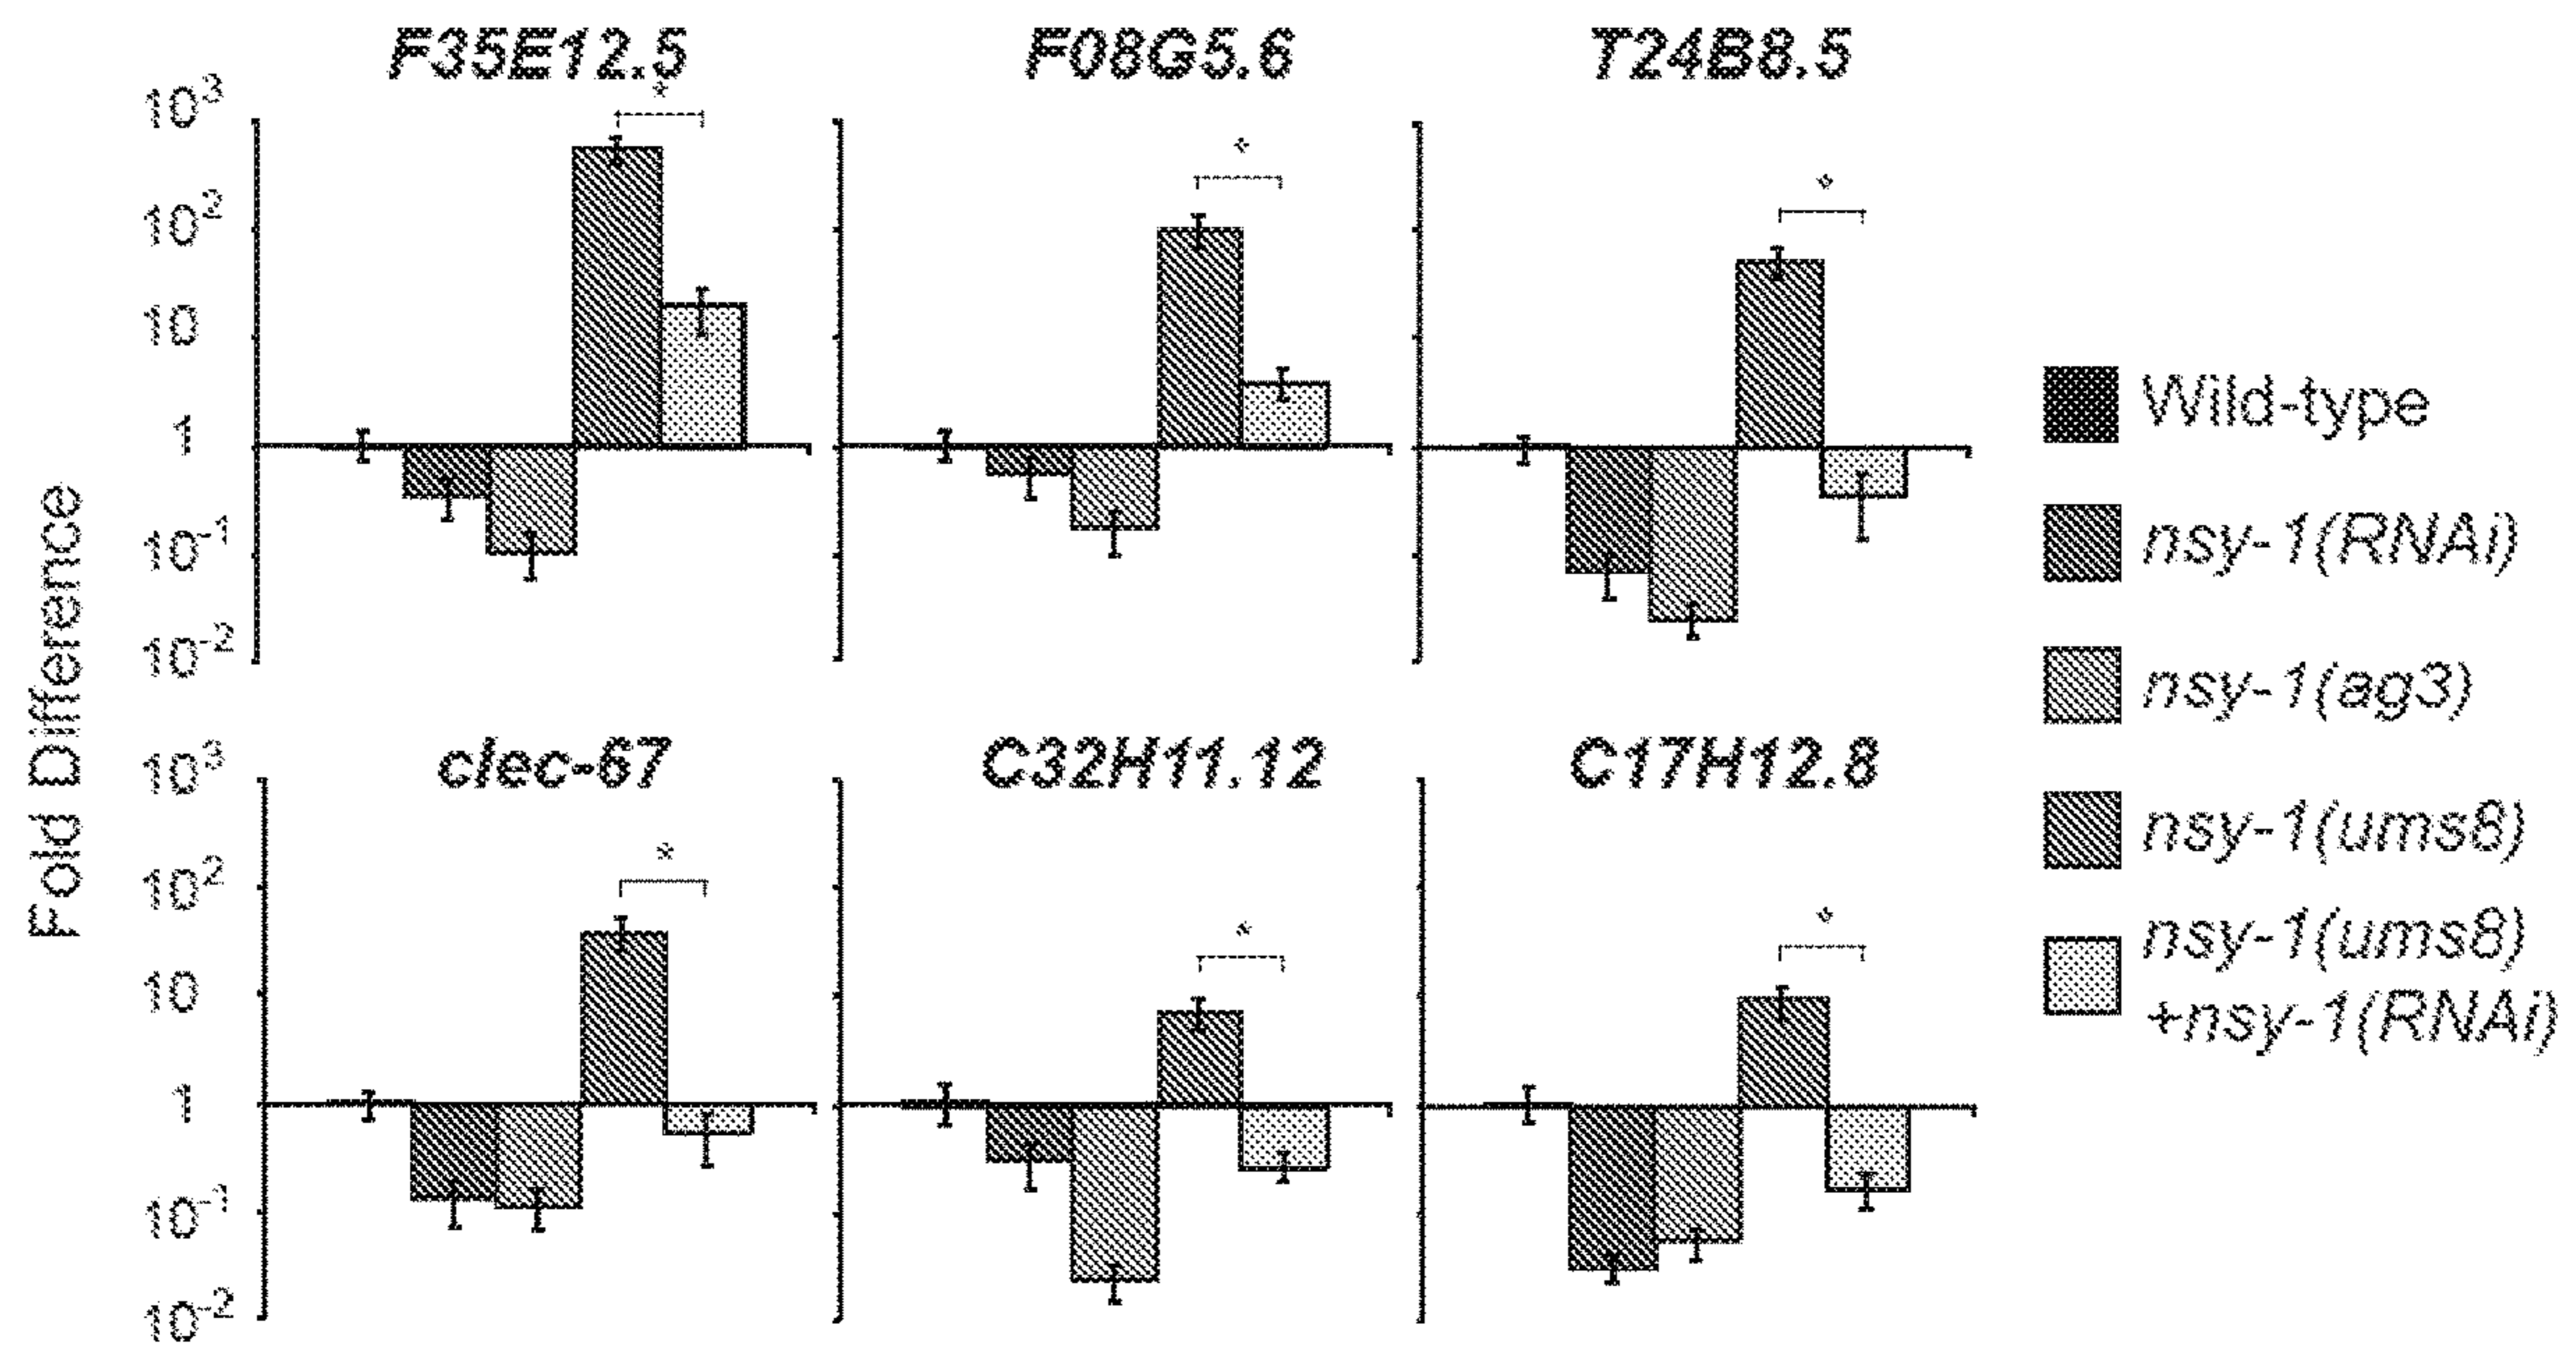 F35E12.5 F08G5.6 T24B8.5
*
10³
*
*
10²
10
1
10⁻¹
10⁻²
Fold Difference
Wild-type
nsy-1(RNAi)
nsy-1(ag3)
nsy-1(ums8)
nsy-1(ums8)
+nsy-1(RNAi)
clec-67 C32H11.12 C17H12.8
10³
*
10²
*
*
10
1
10⁻¹
10⁻²